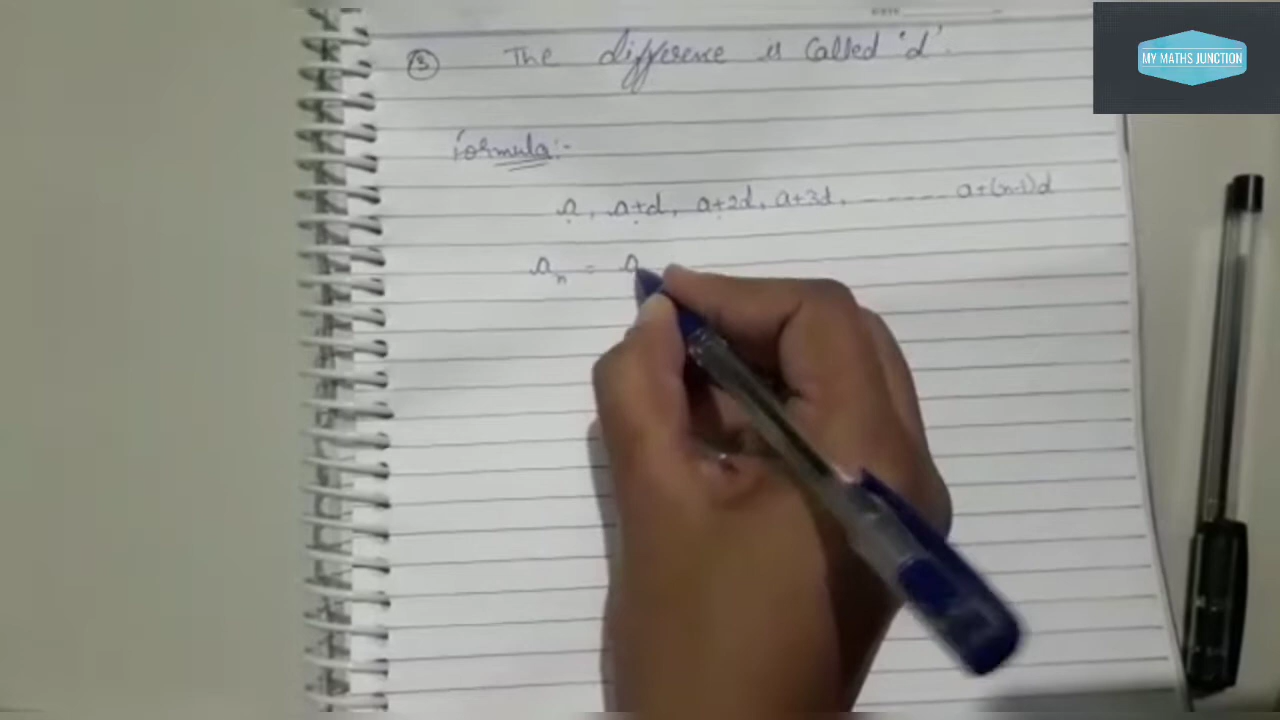 MY MATHS JUNCTION
③ The difference is called 'd'.
Formula:-
a, a+d, a+2d, a+3d, ------- a+(n-1)d
aₙ = a